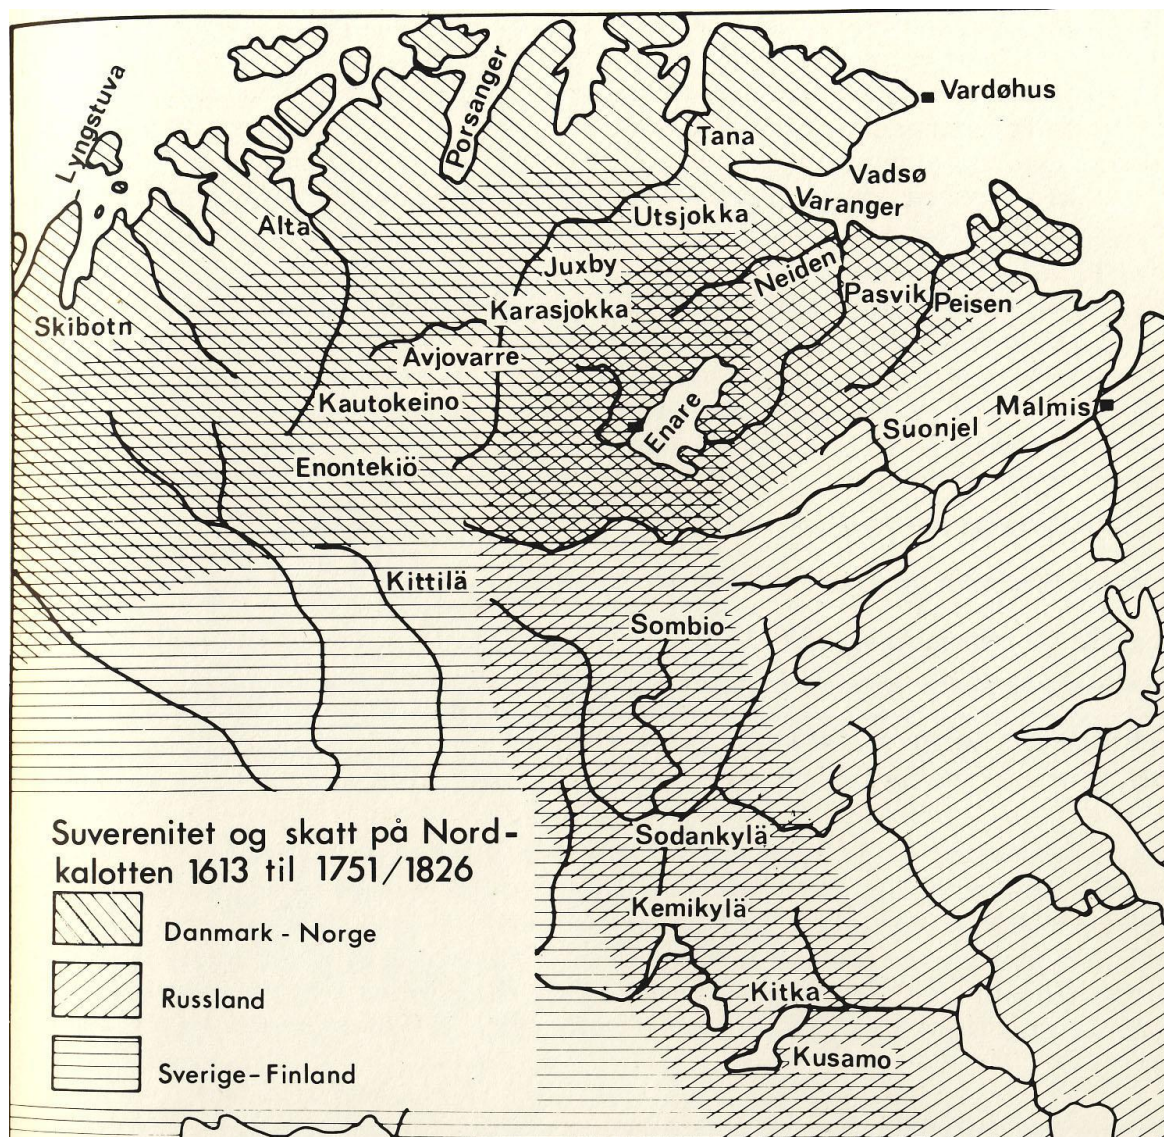 Vardøhus
Porsanger
Lyngstuva
Tana
Vadsø
Varanger
Utsjokka
Alta
Juxby
Neiden
Pasvik
Peisen
Karasjokka
Skibotn
Avjovarre
Kautokeino
Malmis
Enare
Suonjel
Enontekiö
Kittilä
Sombio
Suverenitet og skatt på Nord-
kalotten 1613 til 1751/1826
Danmark - Norge
Russland
Sverige-Finland
Sodankylä
Kemikylä
Kitka
Kusamo